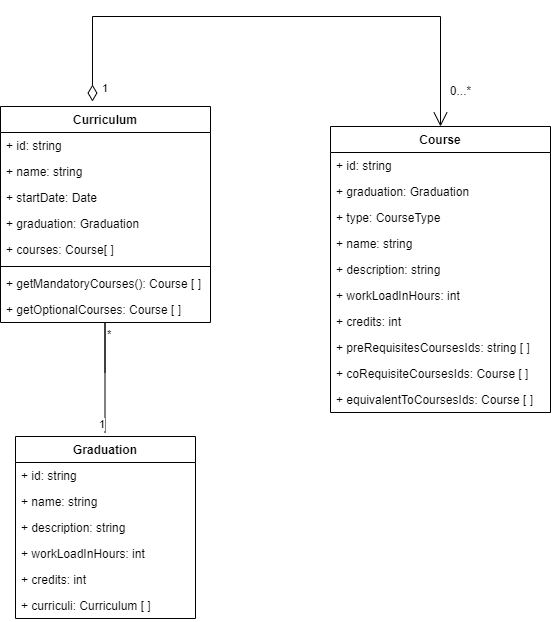 1
0...*
Curriculum
+ id: string
+ name: string
+ startDate: Date
+ graduation: Graduation
+ courses: Course[ ]
+ getMandatoryCourses(): Course [ ]
+ getOptionalCourses: Course [ ]
Course
+ id: string
+ graduation: Graduation
+ type: CourseType
+ name: string
+ description: string
+ workLoadInHours: int
+ credits: int
+ preRequisitesCoursesIds: string [ ]
+ coRequisiteCoursesIds: Course [ ]
+ equivalentToCoursesIds: Course [ ]
*
1
Graduation
+ id: string
+ name: string
+ description: string
+ workLoadInHours: int
+ credits: int
+ curriculi: Curriculum [ ]